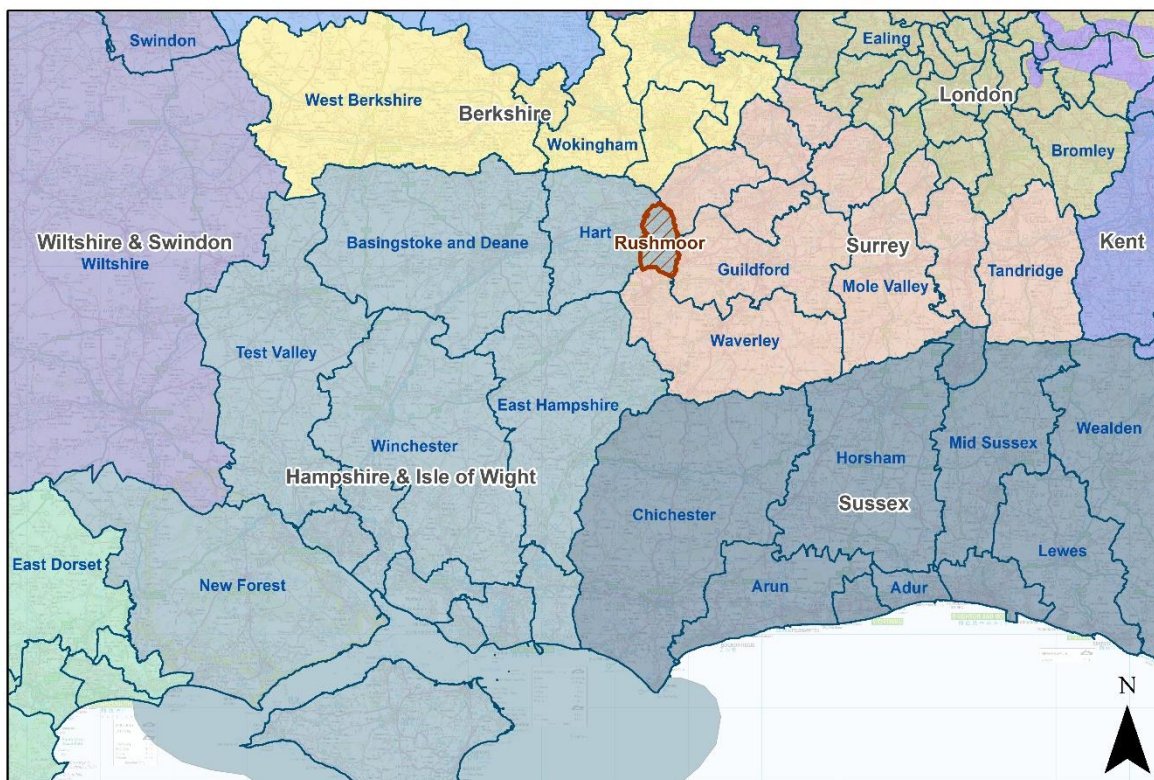 Swindon
Ealing
West Berkshire
Berkshire
London
Wokingham
Bromley
Wiltshire & Swindon
Wiltshire
Basingstoke and Deane
Hart
Rushmoor
Surrey
Kent
Guildford
Mole Valley
Tandridge
Test Valley
Waverley
East Hampshire
Winchester
Hampshire & Isle of Wight
Horsham
Mid Sussex
Wealden
Sussex
Chichester
Lewes
East Dorset
New Forest
Arun
Adur
N